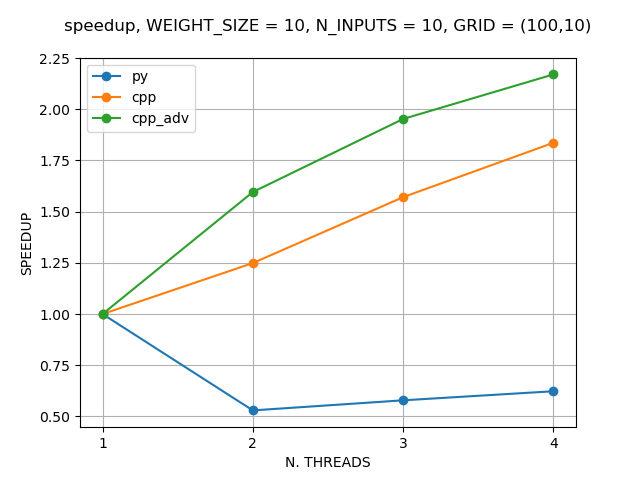 speedup, WEIGHT_SIZE = 10, N_INPUTS = 10, GRID = (100,10)
py
cpp
cpp_adv
2.25
2.00
1.75
1.50
1.25
1.00
0.75
0.50
SPEEDUP
1 2 3 4
N. THREADS